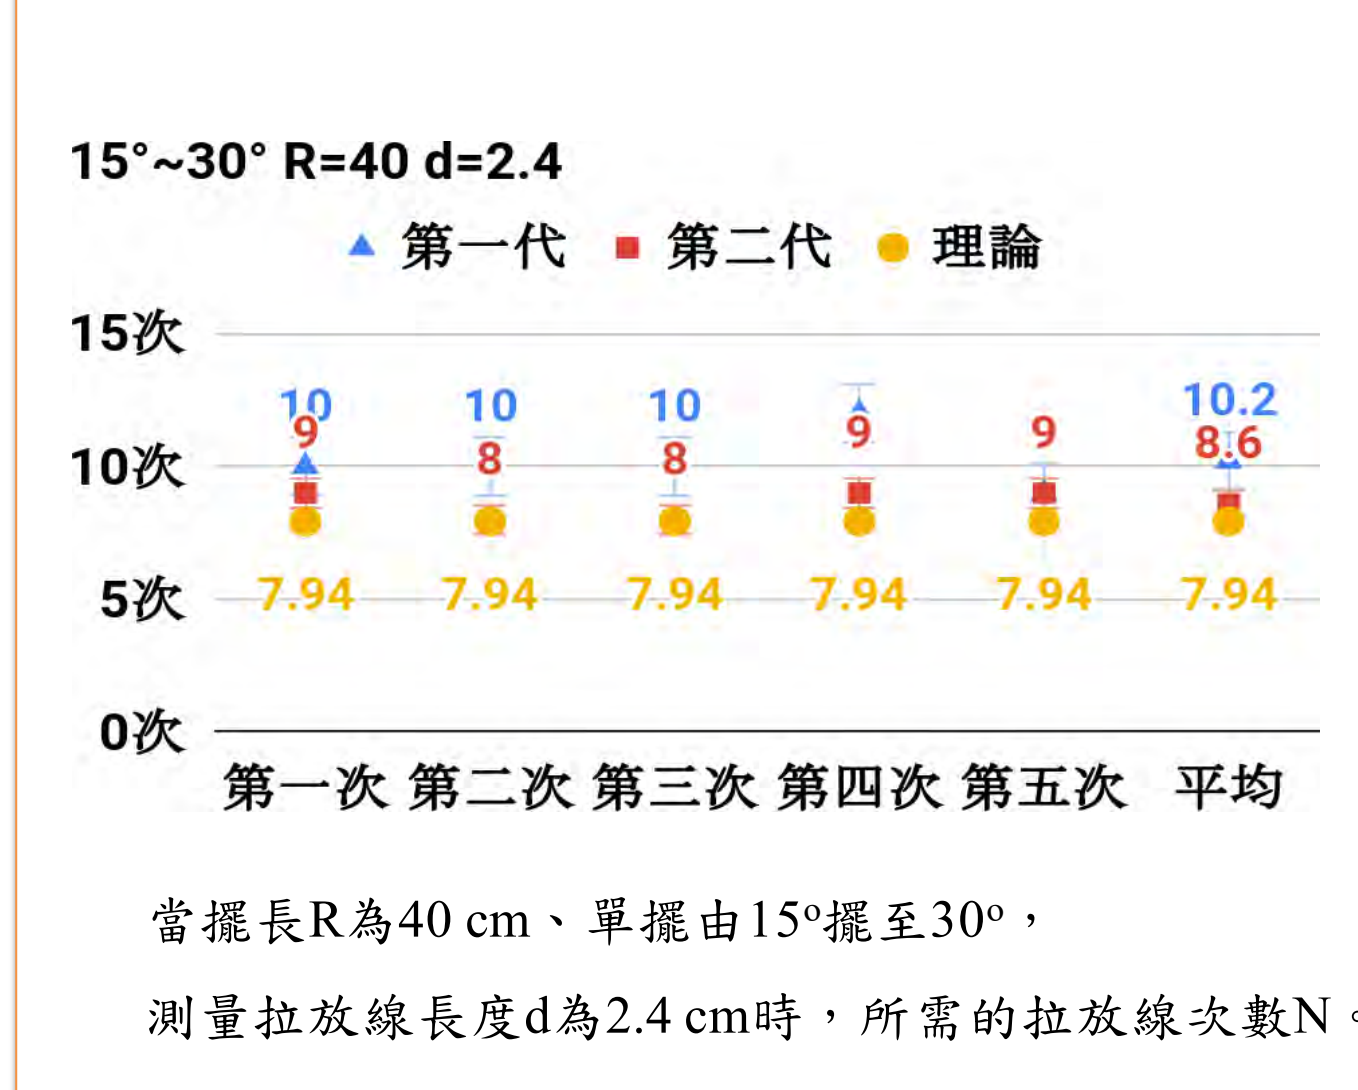 15°~30° R=40 d=2.4
第一代 第二代 理論
15次
10 10 10 10.2
9 8 8 9 9 8.6
10次
5次
7.94 7.94 7.94 7.94 7.94 7.94
0次
第一次 第二次 第三次 第四次 第五次 平均
當擺長R為40 cm、單擺由15º擺至30º，
測量拉放線長度d為2.4 cm時，所需的拉放線次數N。